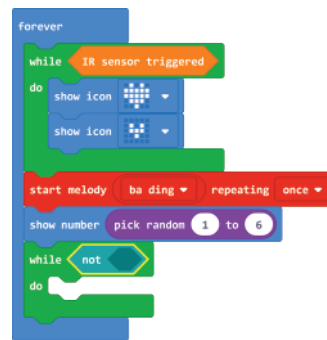 forever
while IR sensor triggered
do
show icon
show icon
start melody ba ding repeating once
show number pick random 1 to 6
while not
do